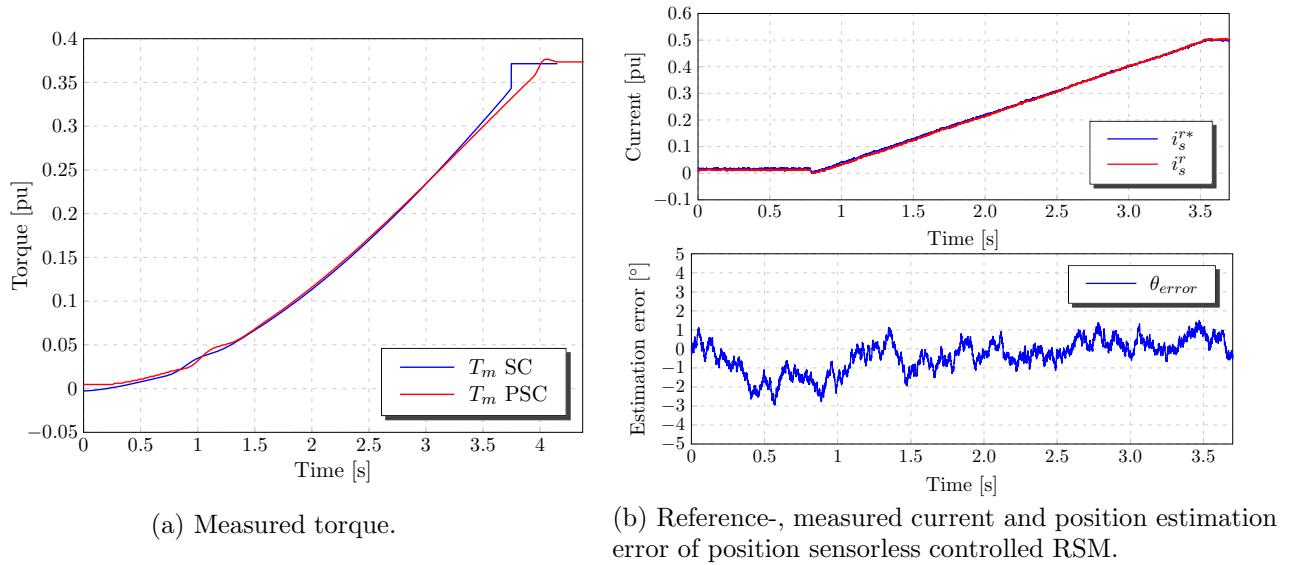 0.4
0.35
0.3
0.25
0.2
0.15
0.1
0.05
0
−0.05
Torque [pu]
0 0.5 1 1.5 2 2.5 3 3.5 4
Time [s]
T_m SC
T_m PSC
(a) Measured torque.
0.6
0.5
0.4
0.3
0.2
0.1
0
−0.1
Current [pu]
0 0.5 1 1.5 2.0 2.5 3.0 3.5
Time [s]
i_s^{r*}
i_s^r
5
4
3
2
1
0
−1
−2
−3
−4
−5
Estimation error [°]
0 0.5 1 1.5 2.0 2.5 3.0 3.5
Time [s]
θ_{error}
(b) Reference-, measured current and position estimation
error of position sensorless controlled RSM.